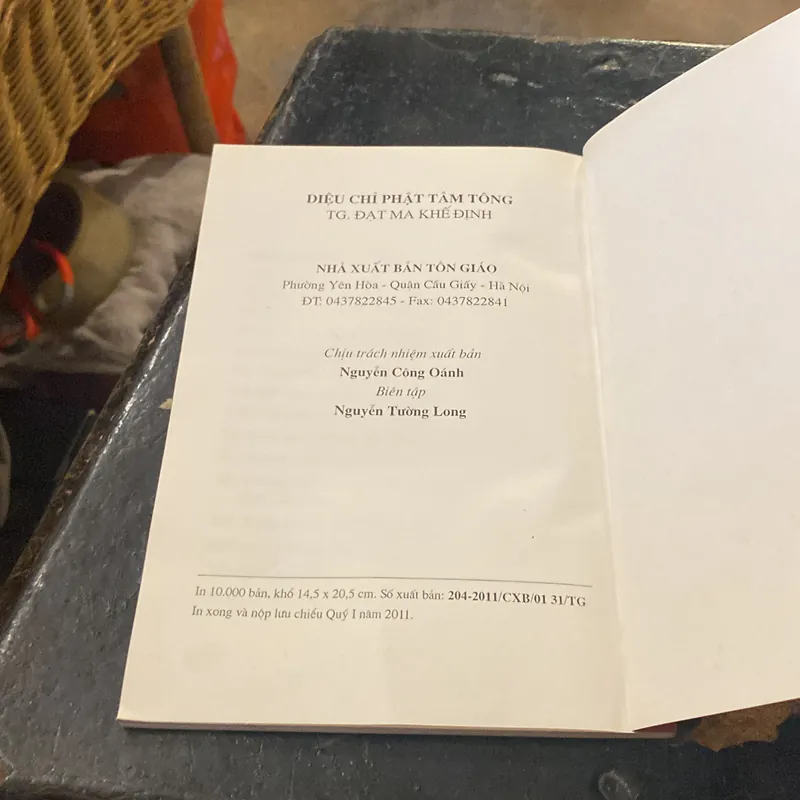 DIỆU CHỈ PHẬT TÂM TÔNG
TG. ĐẠT MA KHẾ ĐỊNH
NHÀ XUẤT BẢN TÔN GIÁO
Phường Yên Hòa - Quận Cầu Giấy - Hà Nội
ĐT: 0437822845 - Fax: 0437822841
Chịu trách nhiệm xuất bản
Nguyễn Công Oánh
Biên tập
Nguyễn Tường Long
In 10.000 bản, khổ 14,5 x 20,5 cm. Số xuất bản: 204-2011/CXB/01 31/TG
In xong và nộp lưu chiểu Quý I năm 2011.